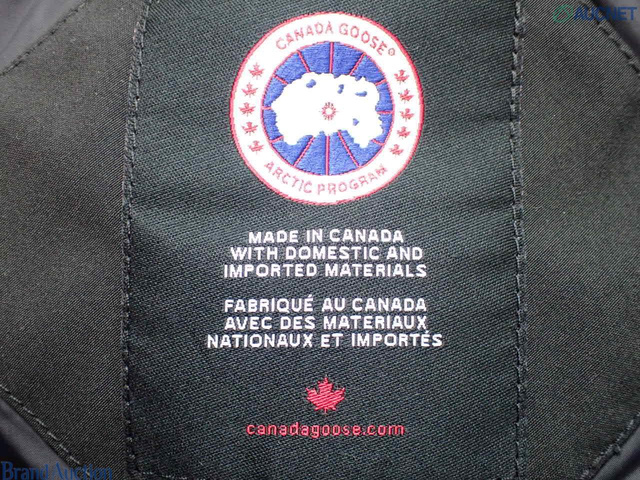 AUCNET
CANADA GOOSE®
ARCTIC PROGRAM
MADE IN CANADA
WITH DOMESTIC AND
IMPORTED MATERIALS
FABRIQUÉ AU CANADA
AVEC DES MATERIAUX
NATIONAUX ET IMPORTÉS
canadagoose.com
Brand Auction